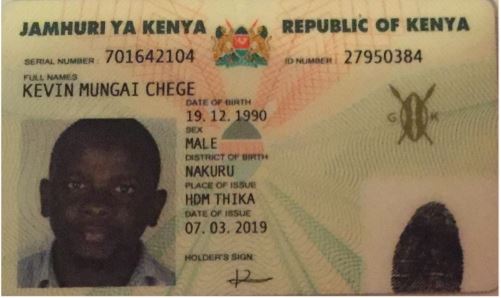 JAMHURI YA KENYA REPUBLIC OF KENYA
SERIAL NUMBER: 701642104 ID NUMBER: 27950384
FULL NAMES
KEVIN MUNGAI CHEGE
DATE OF BIRTH
19. 12. 1990
SEX
MALE
G K
DISTRICT OF BIRTH
NAKURU
PLACE OF ISSUE
HDM THIKA
DATE OF ISSUE
07. 03. 2019
HOLDER'S SIGN.